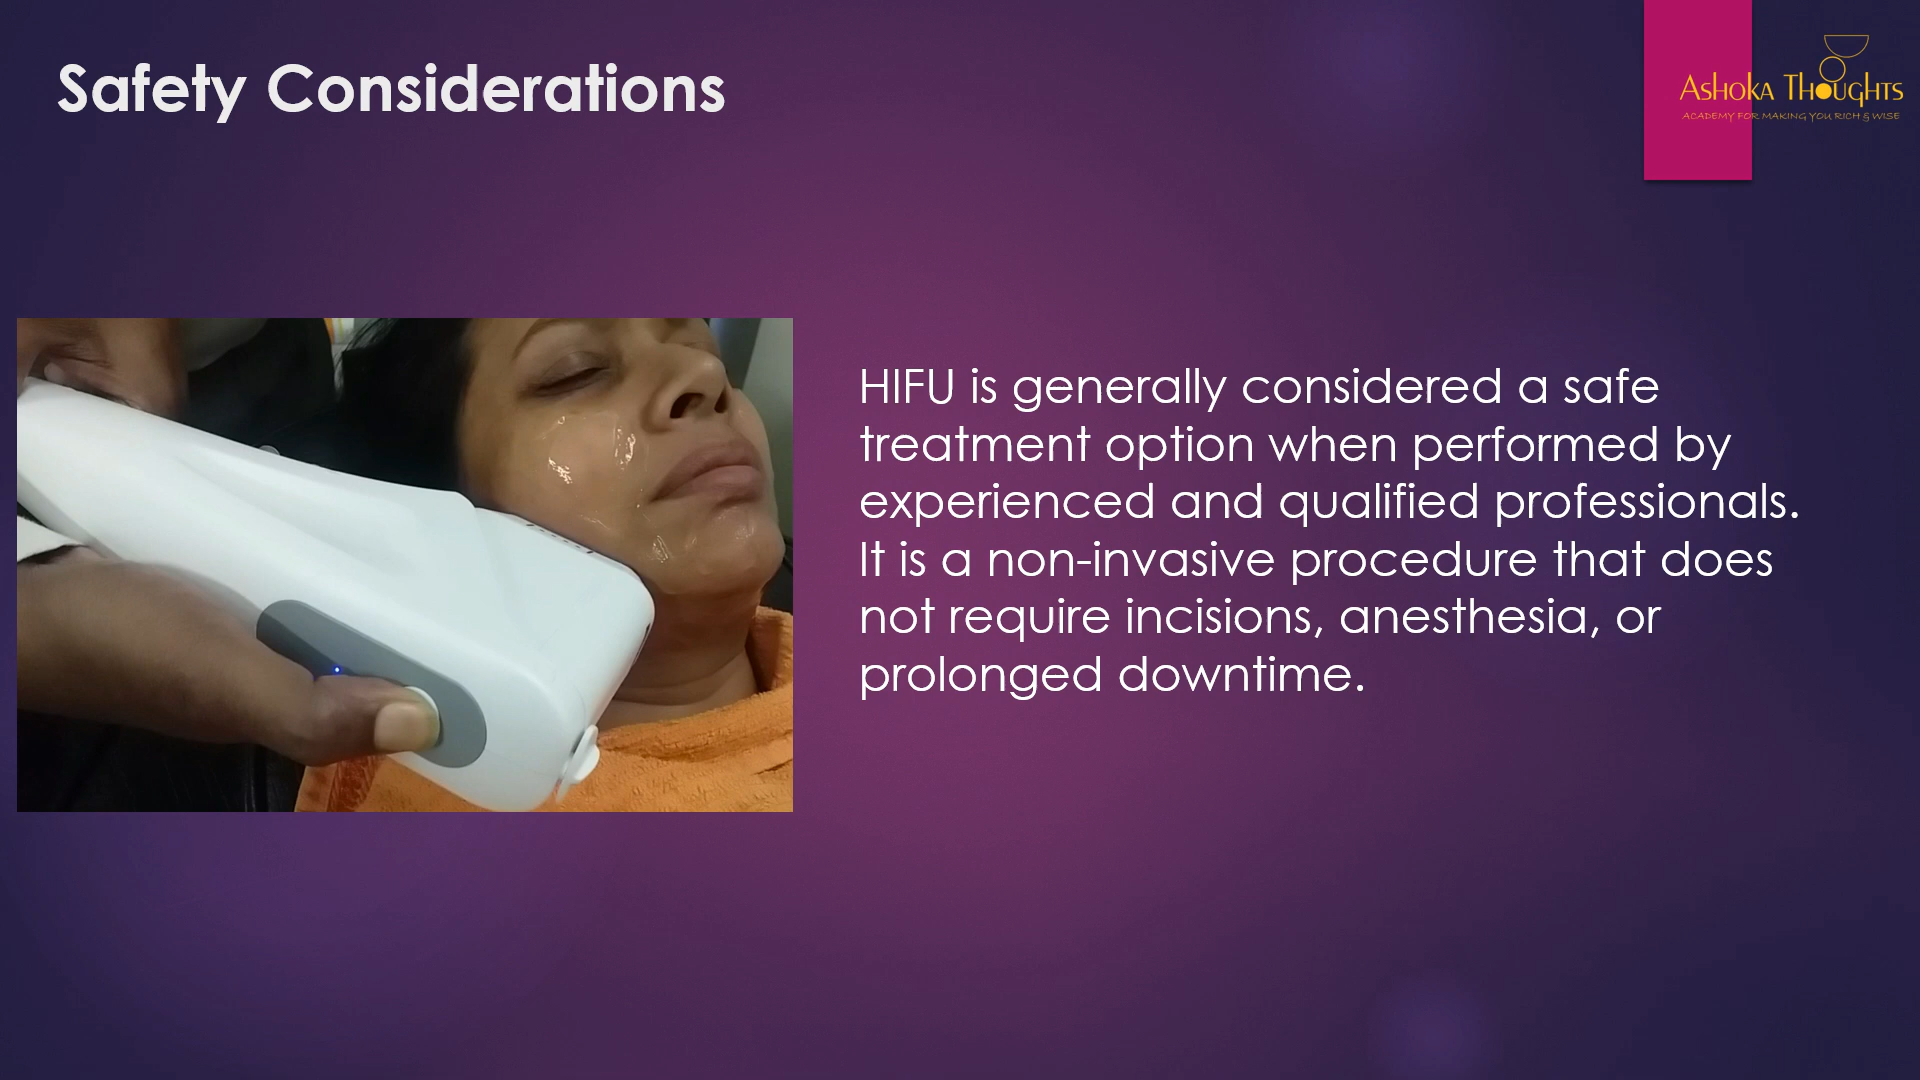 Safety Considerations
ASHOKA THOUGHTS
ACADEMY FOR MAKING YOU RICH & WISE
HIFU is generally considered a safe
treatment option when performed by
experienced and qualified professionals.
It is a non-invasive procedure that does
not require incisions, anesthesia, or
prolonged downtime.